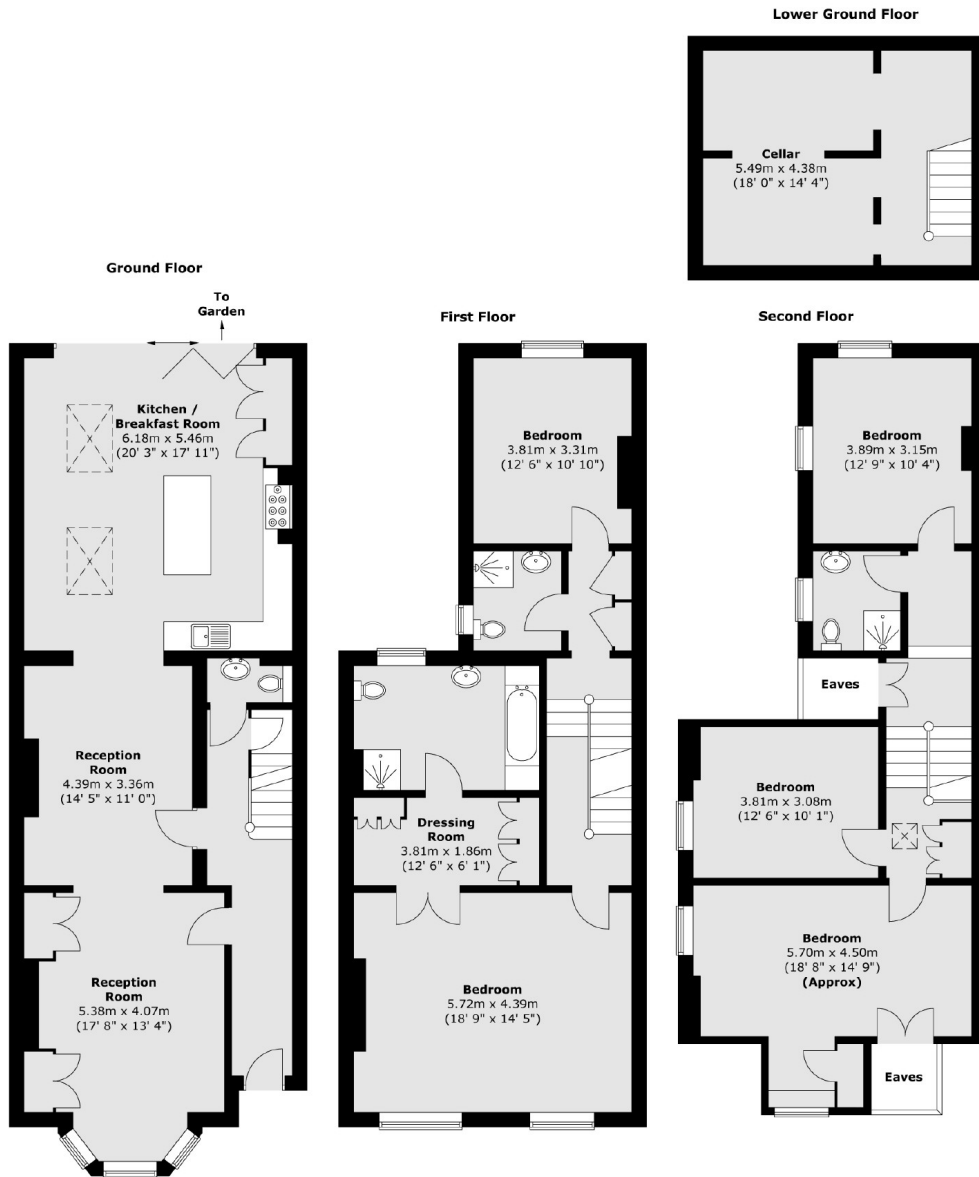 Lower Ground Floor
Cellar
5.49m x 4.38m
(18' 0" x 14' 4")
Ground Floor
To
Garden
Kitchen /
Breakfast Room
6.18m x 5.46m
(20' 3" x 17' 11")
Reception
Room
4.39m x 3.36m
(14' 5" x 11' 0")
Reception
Room
5.38m x 4.07m
(17' 8" x 13' 4")
First Floor
Bedroom
3.81m x 3.31m
(12' 6" x 10' 10")
Dressing
Room
3.81m x 1.86m
(12' 6" x 6' 1")
Bedroom
5.72m x 4.39m
(18' 9" x 14' 5")
Second Floor
Bedroom
3.89m x 3.15m
(12' 9" x 10' 4")
Eaves
Bedroom
3.81m x 3.08m
(12' 6" x 10' 1")
Bedroom
5.70m x 4.50m
(18' 8" x 14' 9")
(Approx)
Eaves